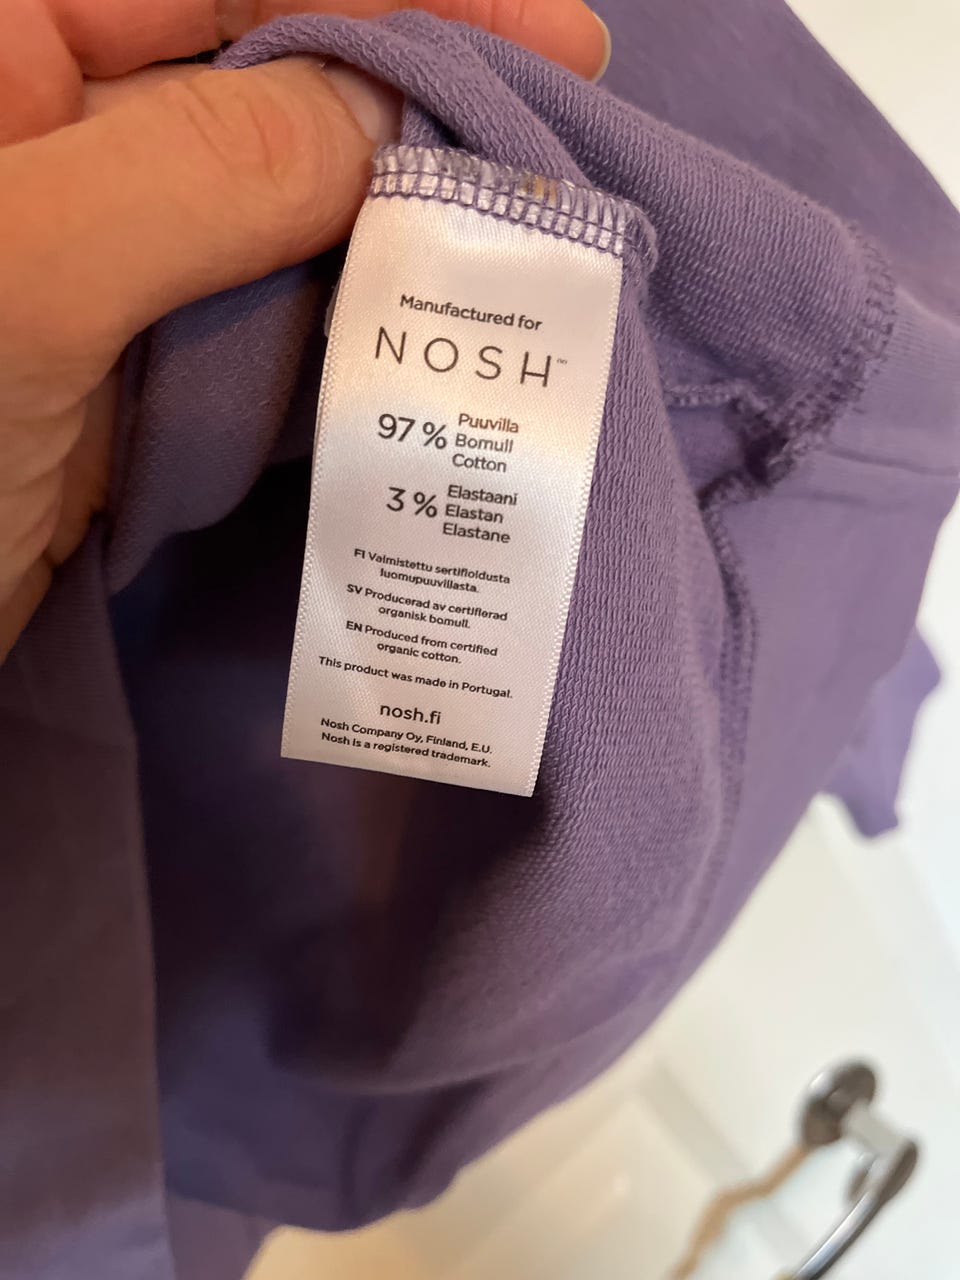 Manufactured for
NOSH™
97 % Puuvilla
Bomull
Cotton
3 % Elastaani
Elastan
Elastane
FI Valmistettu sertifioidusta
luomupuuvillasta.
SV Producerad av certifierad
organisk bomull.
EN Produced from certified
organic cotton.
This product was made in Portugal.
nosh.fi
Nosh Company Oy, Finland, E.U.
Nosh is a registered trademark.